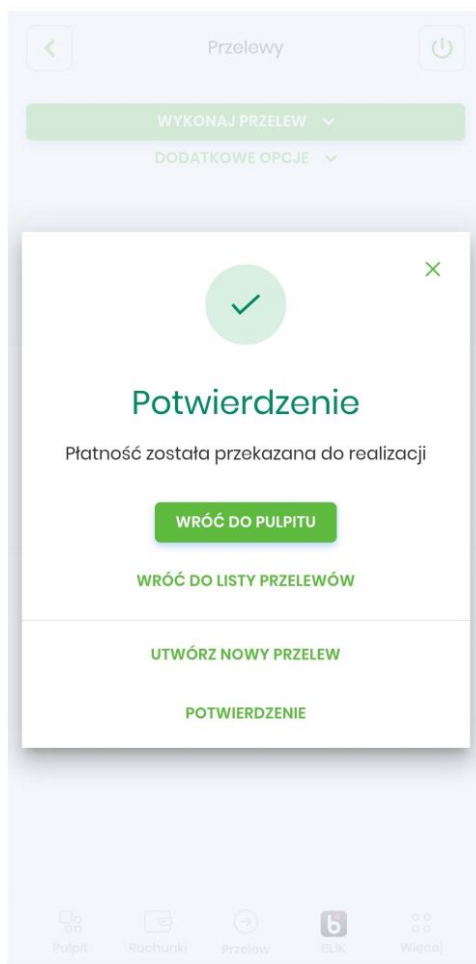 Przelewy
WYKONAJ PRZELEW
DODATKOWE OPCJE
Potwierdzenie
Płatność została przekazana do realizacji
WRÓĆ DO PULPITU
WRÓĆ DO LISTY PRZELEWÓW
UTWÓRZ NOWY PRZELEW
POTWIERDZENIE
Pulpit Rachunki Przelew BLIK Więcej